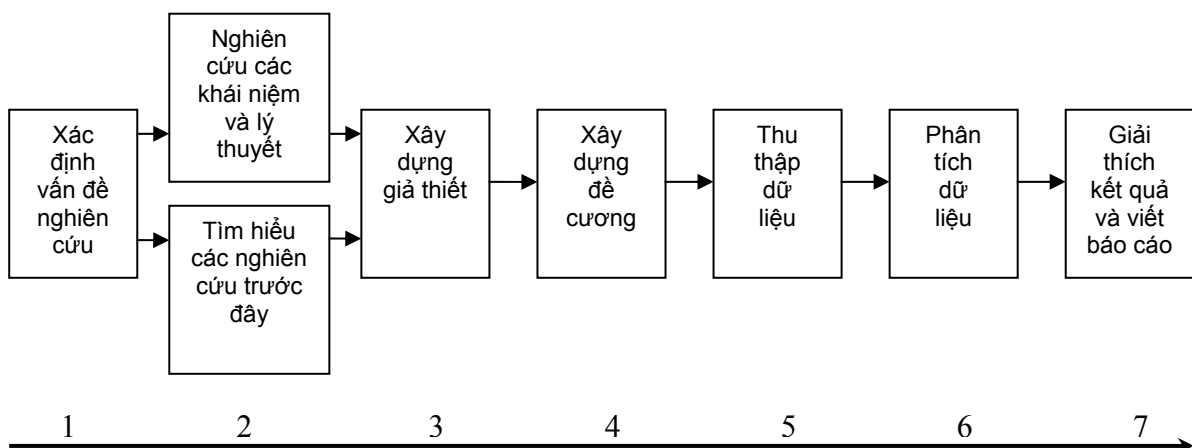 Xác
định
vấn đề
nghiên
cứu
Nghiên
cứu các
khái niệm
và lý
thuyết
Tìm hiểu
các nghiên
cứu trước
đây
Xây
dựng
giả thiết
Xây
dựng
đề
cương
Thu
thập
dữ
liệu
Phân
tích
dữ
liệu
Giải
thích
kết quả
và viết
báo cáo
1 2 3 4 5 6 7